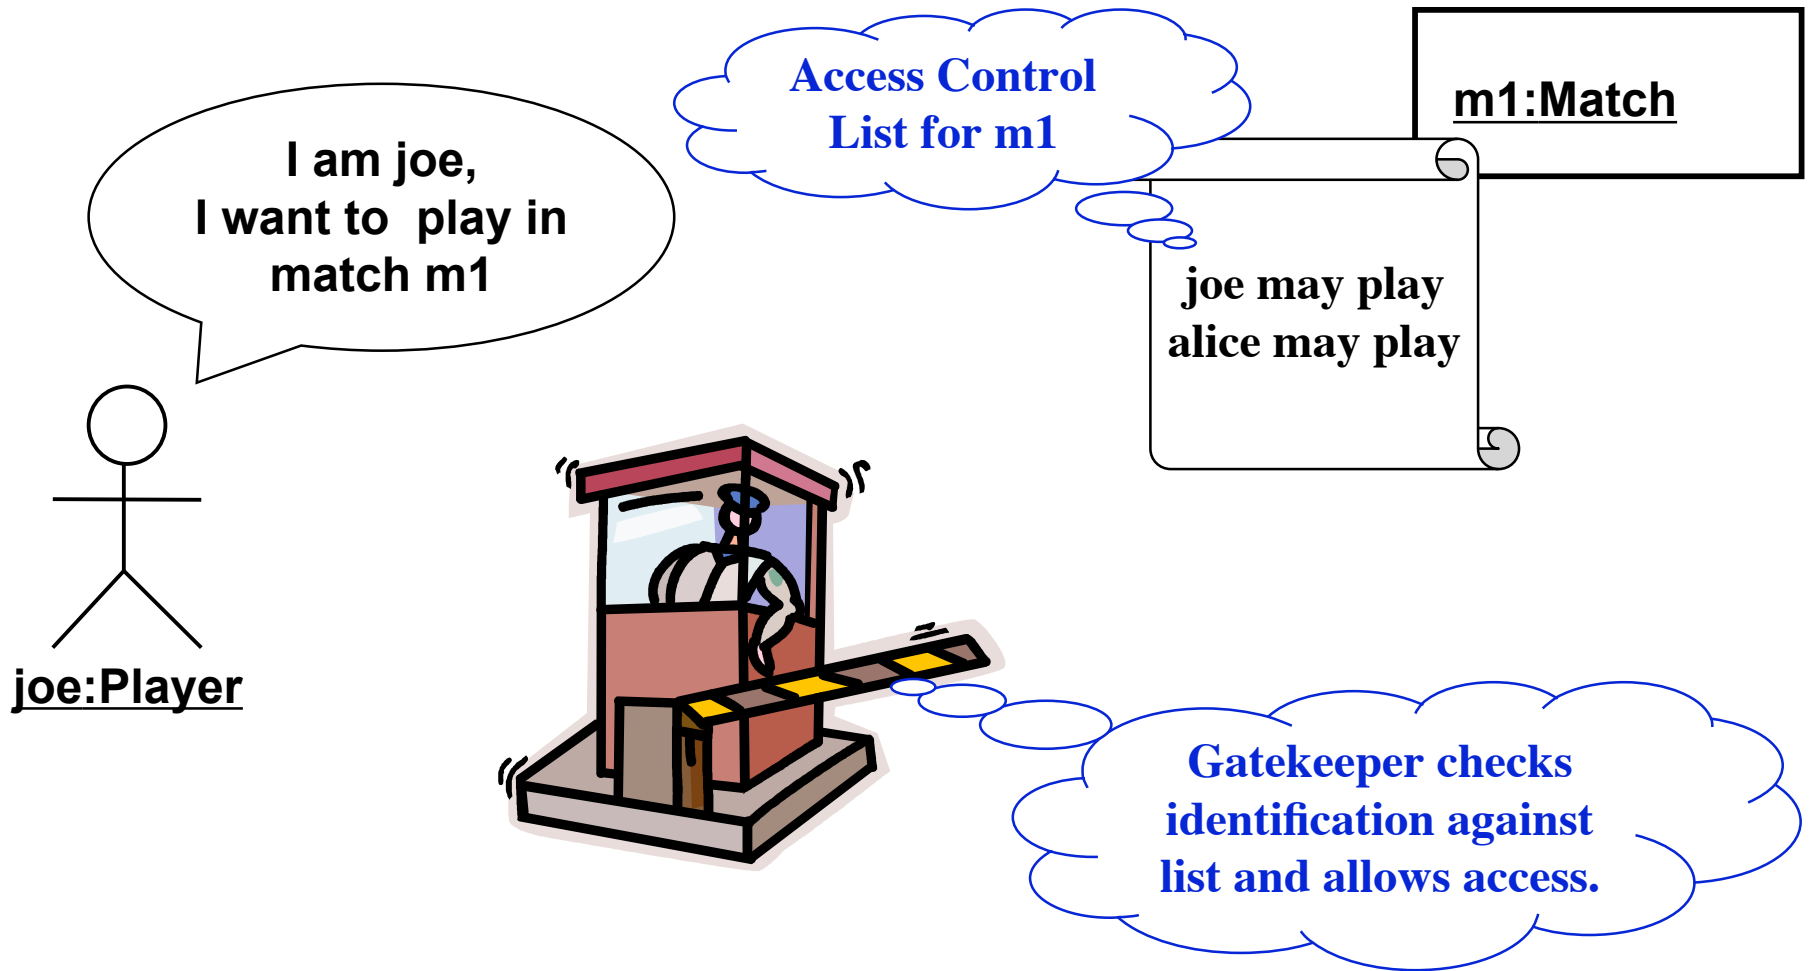 Access Control
List for m1
m1:Match
I am joe,
I want to  play in
match m1
joe may play
alice may play
joe:Player
Gatekeeper checks
identification against
list and allows access.